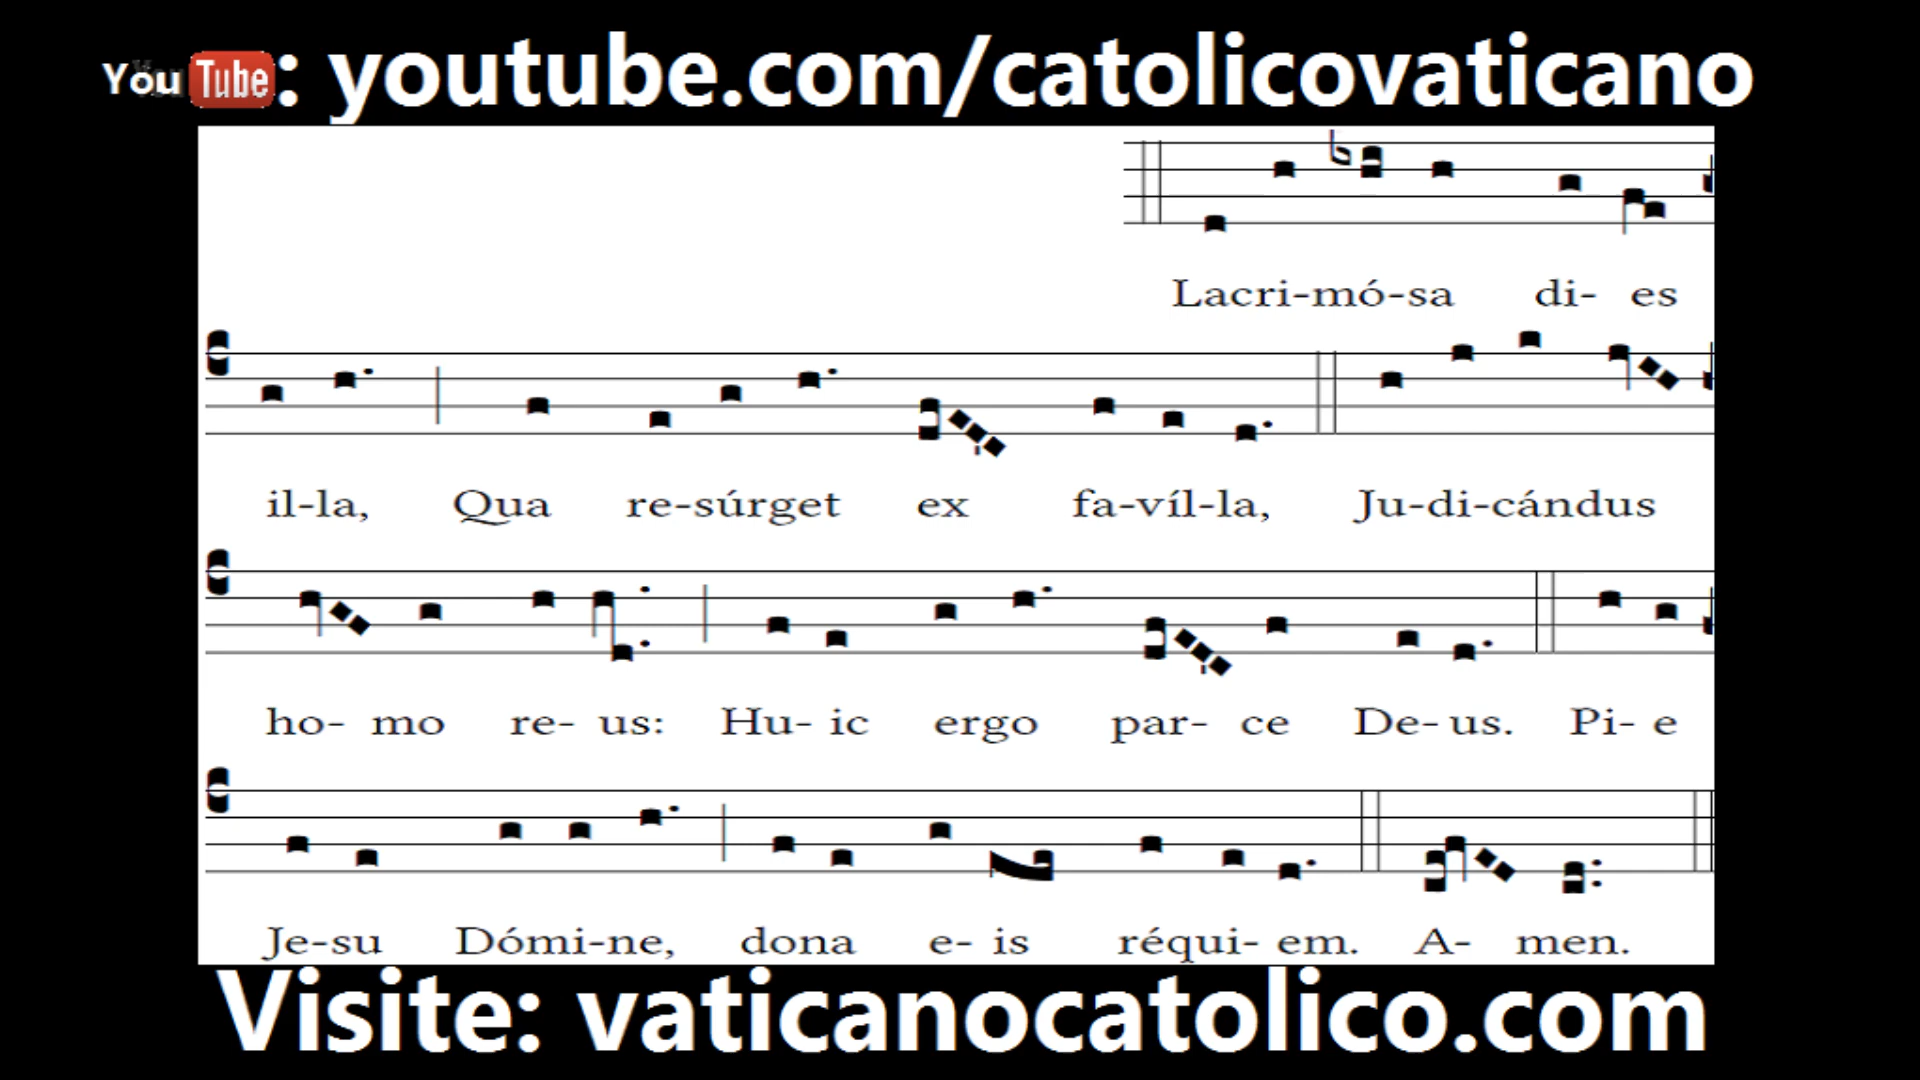 YouTube: youtube.com/catolicovaticano
Lacri-mó-sa di- es
il-la, Qua re-súrget ex fa-víl-la, Ju-di-cándus
ho- mo re- us: Hu- ic ergo par- ce De- us. Pi- e
Je-su Dómi-ne, dona e- is réqui- em. A- men.
Visite: vaticanocatolico.com